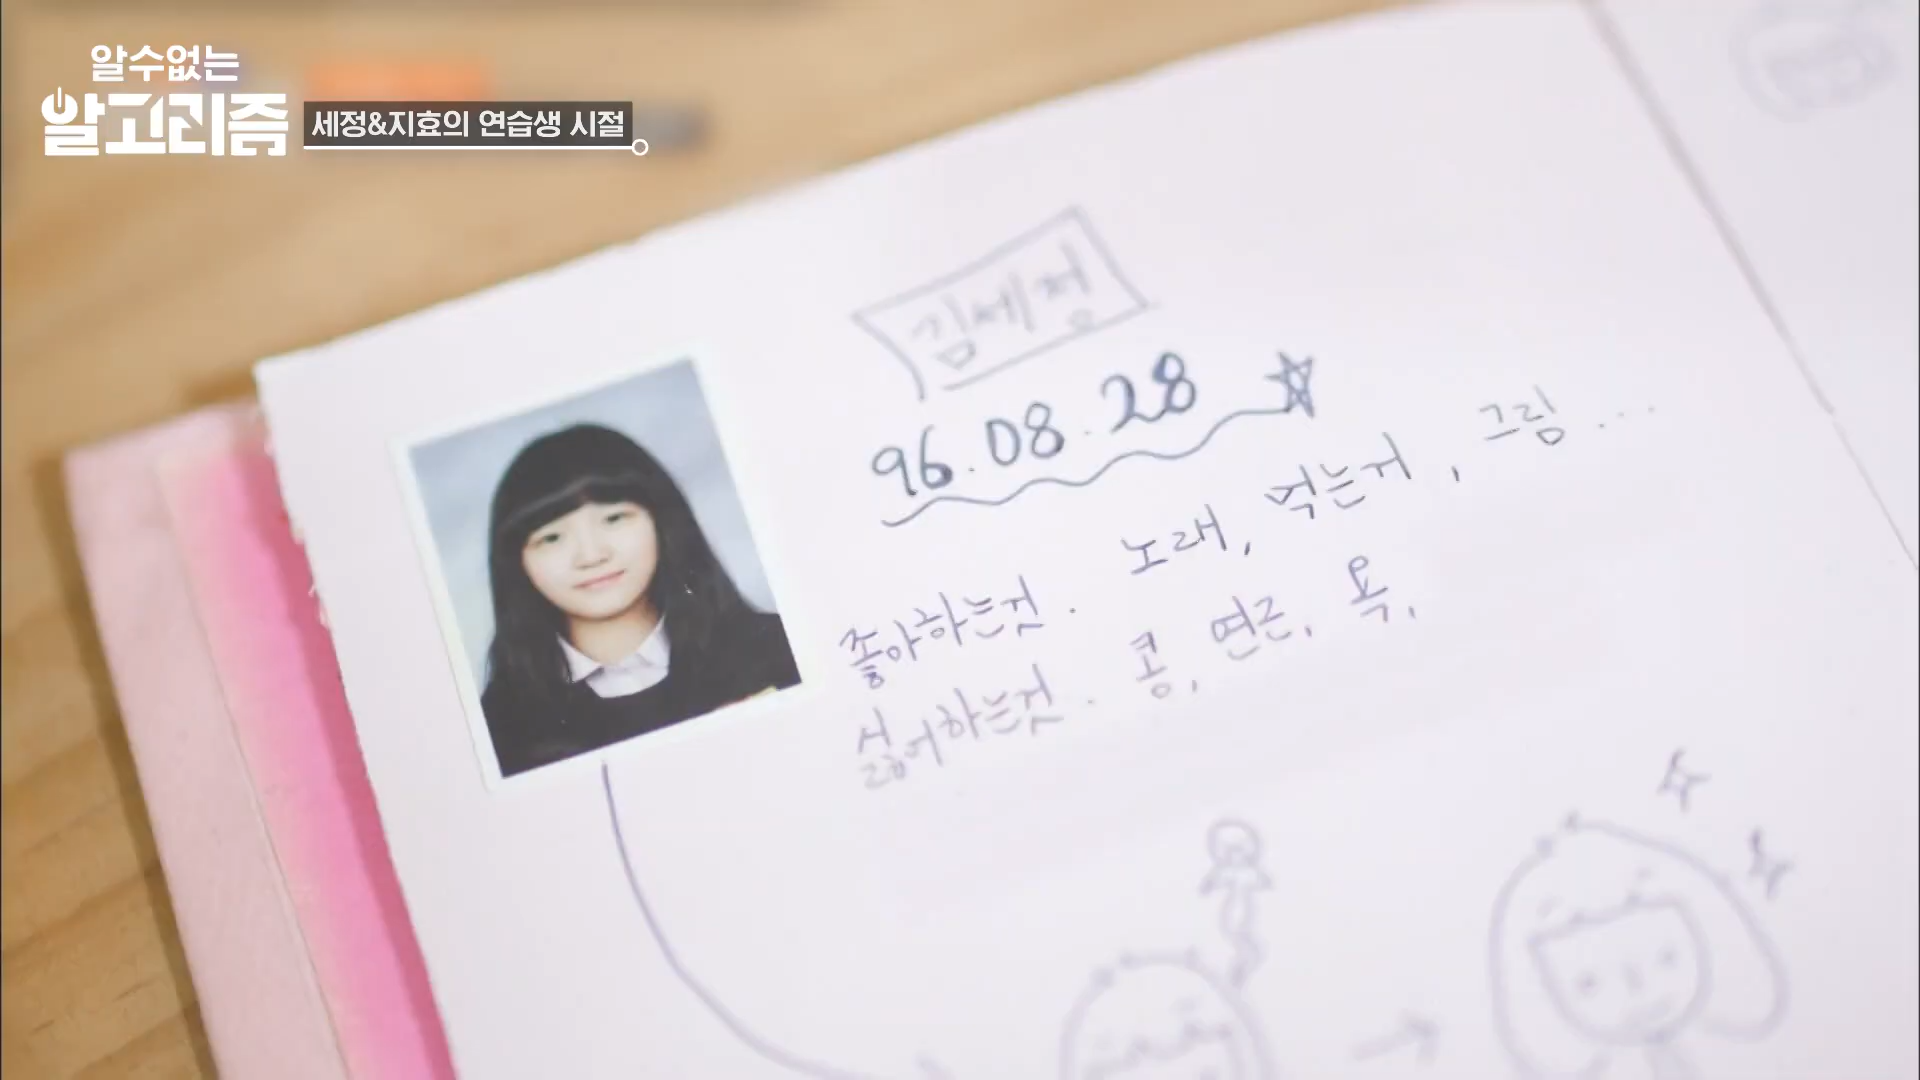 알수없는
알고리즘
세정&지효의 연습생 시절
김세정
96.08.28
좋아하는것. 노래, 먹는거, 그림...
싫어하는것. 콩, 연근, 욕,